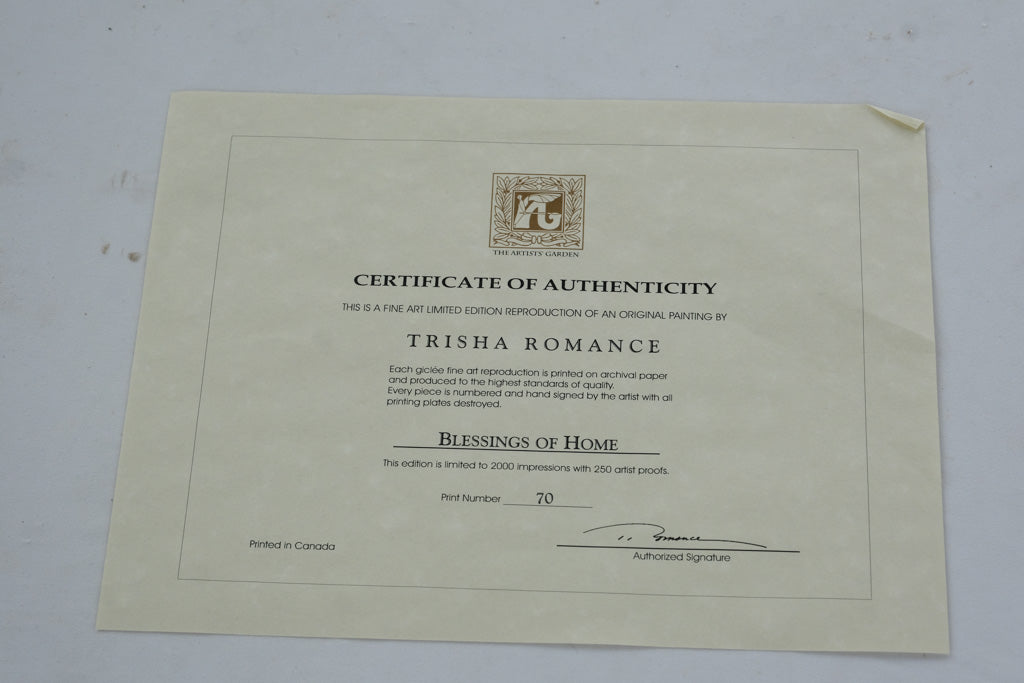 THE ARTISTS' GARDEN
CERTIFICATE OF AUTHENTICITY
THIS IS A FINE ART LIMITED EDITION REPRODUCTION OF AN ORIGINAL PAINTING BY
TRISHA ROMANCE
Each giclée fine art reproduction is printed on archival paper
and produced to the highest standards of quality.
Every piece is numbered and hand signed by the artist with all
printing plates destroyed.
BLESSINGS OF HOME
This edition is limited to 2000 impressions with 250 artist proofs.
Print Number 70
Romance
Printed in Canada
Authorized Signature